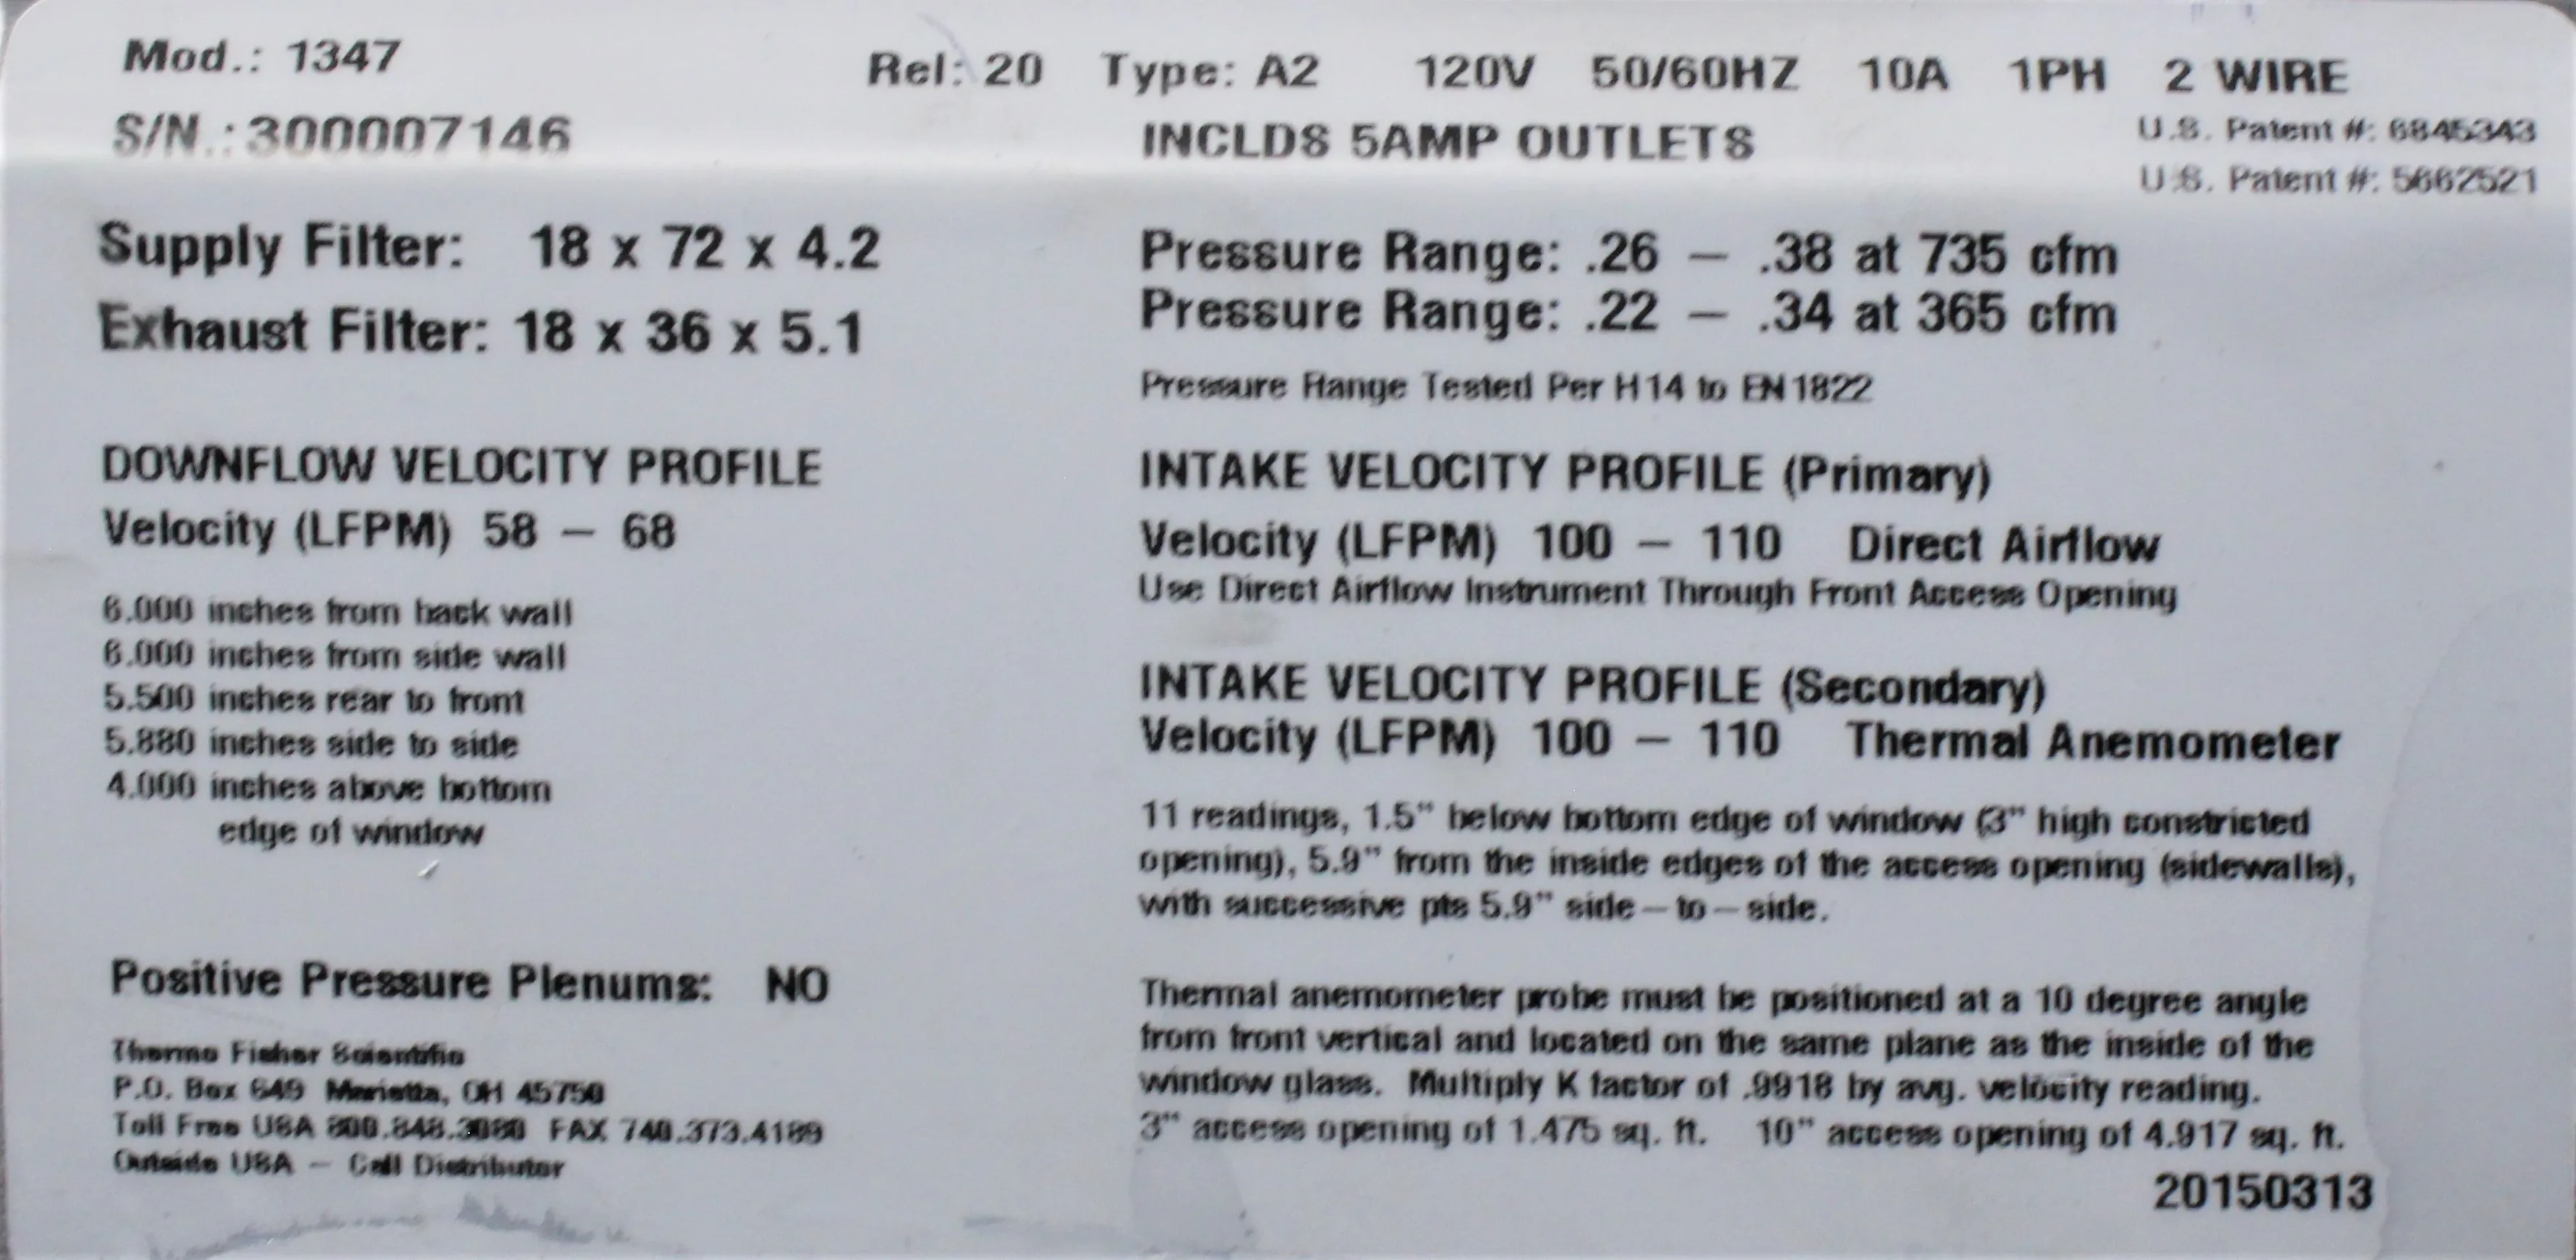 Mod.: 1347
Rel: 20 Type: A2 120V 50/60HZ 10A 1PH 2 WIRE
S/N.: 300007146
INCLDS 5AMP OUTLETS
U.S. Patent #: 6845343
U.S. Patent #: 5662521
Supply Filter: 18 x 72 x 4.2
Exhaust Filter: 18 x 36 x 5.1
Pressure Range: .26 – .38 at 735 cfm
Pressure Range: .22 – .34 at 365 cfm
Pressure Range Tested Per H14 to EN1822
DOWNFLOW VELOCITY PROFILE
Velocity (LFPM) 58 – 68
6.000 inches from back wall
6.000 inches from side wall
5.500 inches rear to front
5.880 inches side to side
4.000 inches above bottom
edge of window
INTAKE VELOCITY PROFILE (Primary)
Velocity (LFPM) 100 – 110 Direct Airflow
Use Direct Airflow Instrument Through Front Access Opening
INTAKE VELOCITY PROFILE (Secondary)
Velocity (LFPM) 100 – 110 Thermal Anemometer
11 readings, 1.5" below bottom edge of window (3" high constricted
opening), 5.9" from the inside edges of the access opening (sidewalls),
with successive pts 5.9" side – to – side.
Positive Pressure Plenums: NO
Thermo Fisher Scientific
P.O. Box 649 Marietta, OH 45750
Toll Free USA 800.848.3080 FAX 740.373.4189
Outside USA – Call Distributor
Thermal anemometer probe must be positioned at a 10 degree angle
from front vertical and located on the same plane as the inside of the
window glass. Multiply K factor of .9918 by avg. velocity reading.
3" access opening of 1.475 sq. ft. 10" access opening of 4.917 sq. ft.
20150313